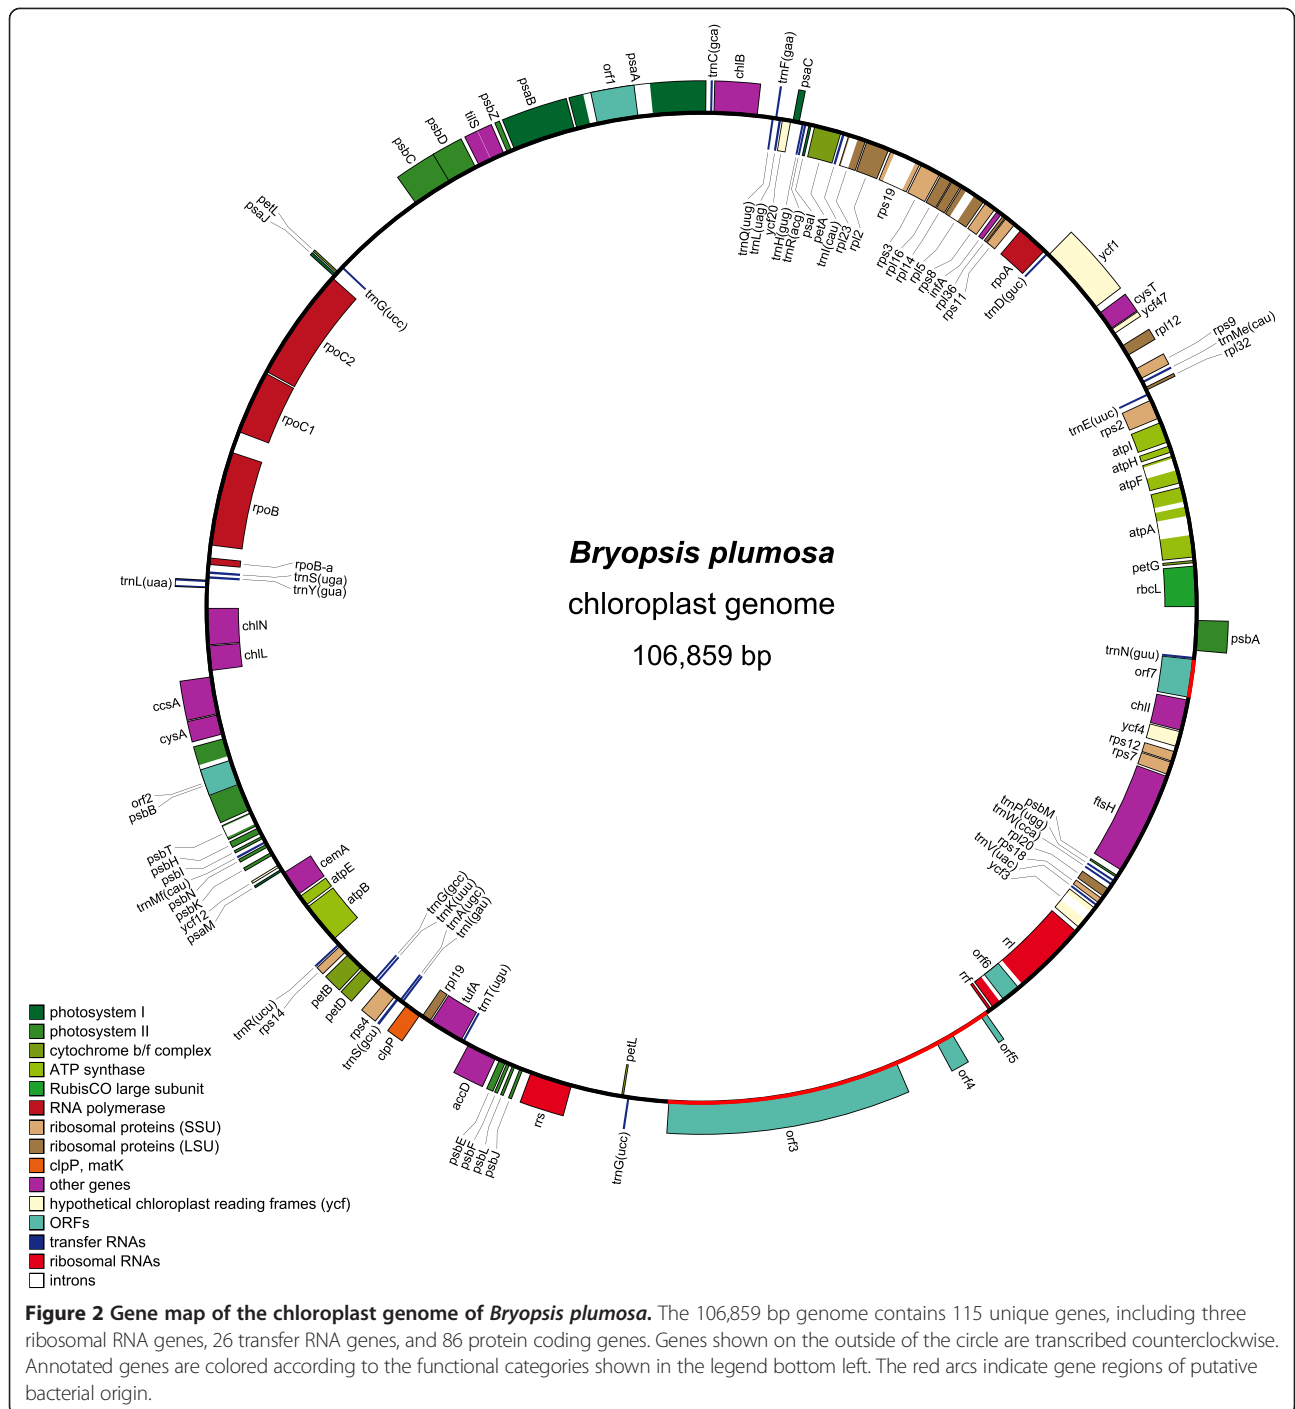 trnC(gca)
chlB
trnF(gaa)
psaC
psaA
orf1
psaB
psbZ
tilS
psbD
psbC
petL
psaJ
trnG(ucc)
rpoC2
rpoC1
rpoB
rpoB-a
trnS(uga)
trnY(gua)
trnL(uaa)
chlN
chlL
ccsA
cysA
orf2
psbB
psbT
psbH
psbI
trnMf(cau)
psbN
psbK
ycf12
psaM
cemA
atpE
atpB
trnR(ucu)
rps14
petB
petD
rps4
trnS(gcu)
clpP
trnG(gcc)
trnK(uuu)
trnA(ugc)
trnI(gau)
rpl19
tufA
trnT(ugu)
accD
psbE
psbF
psbL
psbJ
rrs
petL
trnG(ucc)
orf3
orf4
orf5
rrf
orf6
rrl
ycf3
trnV(uac)
rps18
rpl20
trnW(cca)
trnP(ugg)
psbM
ftsH
rps7
rps12
ycf4
chlI
orf7
trnN(guu)
psbA
rbcL
petG
atpA
atpF
atpH
atpI
rps2
trnE(uuc)
rpl32
trnMe(cau)
rps9
rpl12
ycf47
cysT
ycf1
trnD(guc)
rpoA
rps11
rpl36
infA
rps8
rpl5
rpl14
rpl16
rps3
rps19
rpl2
rpl23
trnI(cau)
petA
psaI
trnR(acg)
trnH(gug)
ycf20
trnL(uag)
trnQ(uug)
Bryopsis plumosa
chloroplast genome
106,859 bp
photosystem I
photosystem II
cytochrome b/f complex
ATP synthase
RubisCO large subunit
RNA polymerase
ribosomal proteins (SSU)
ribosomal proteins (LSU)
clpP, matK
other genes
hypothetical chloroplast reading frames (ycf)
ORFs
transfer RNAs
ribosomal RNAs
introns
Figure 2 Gene map of the chloroplast genome of Bryopsis plumosa. The 106,859 bp genome contains 115 unique genes, including three
ribosomal RNA genes, 26 transfer RNA genes, and 86 protein coding genes. Genes shown on the outside of the circle are transcribed counterclockwise.
Annotated genes are colored according to the functional categories shown in the legend bottom left. The red arcs indicate gene regions of putative
bacterial origin.